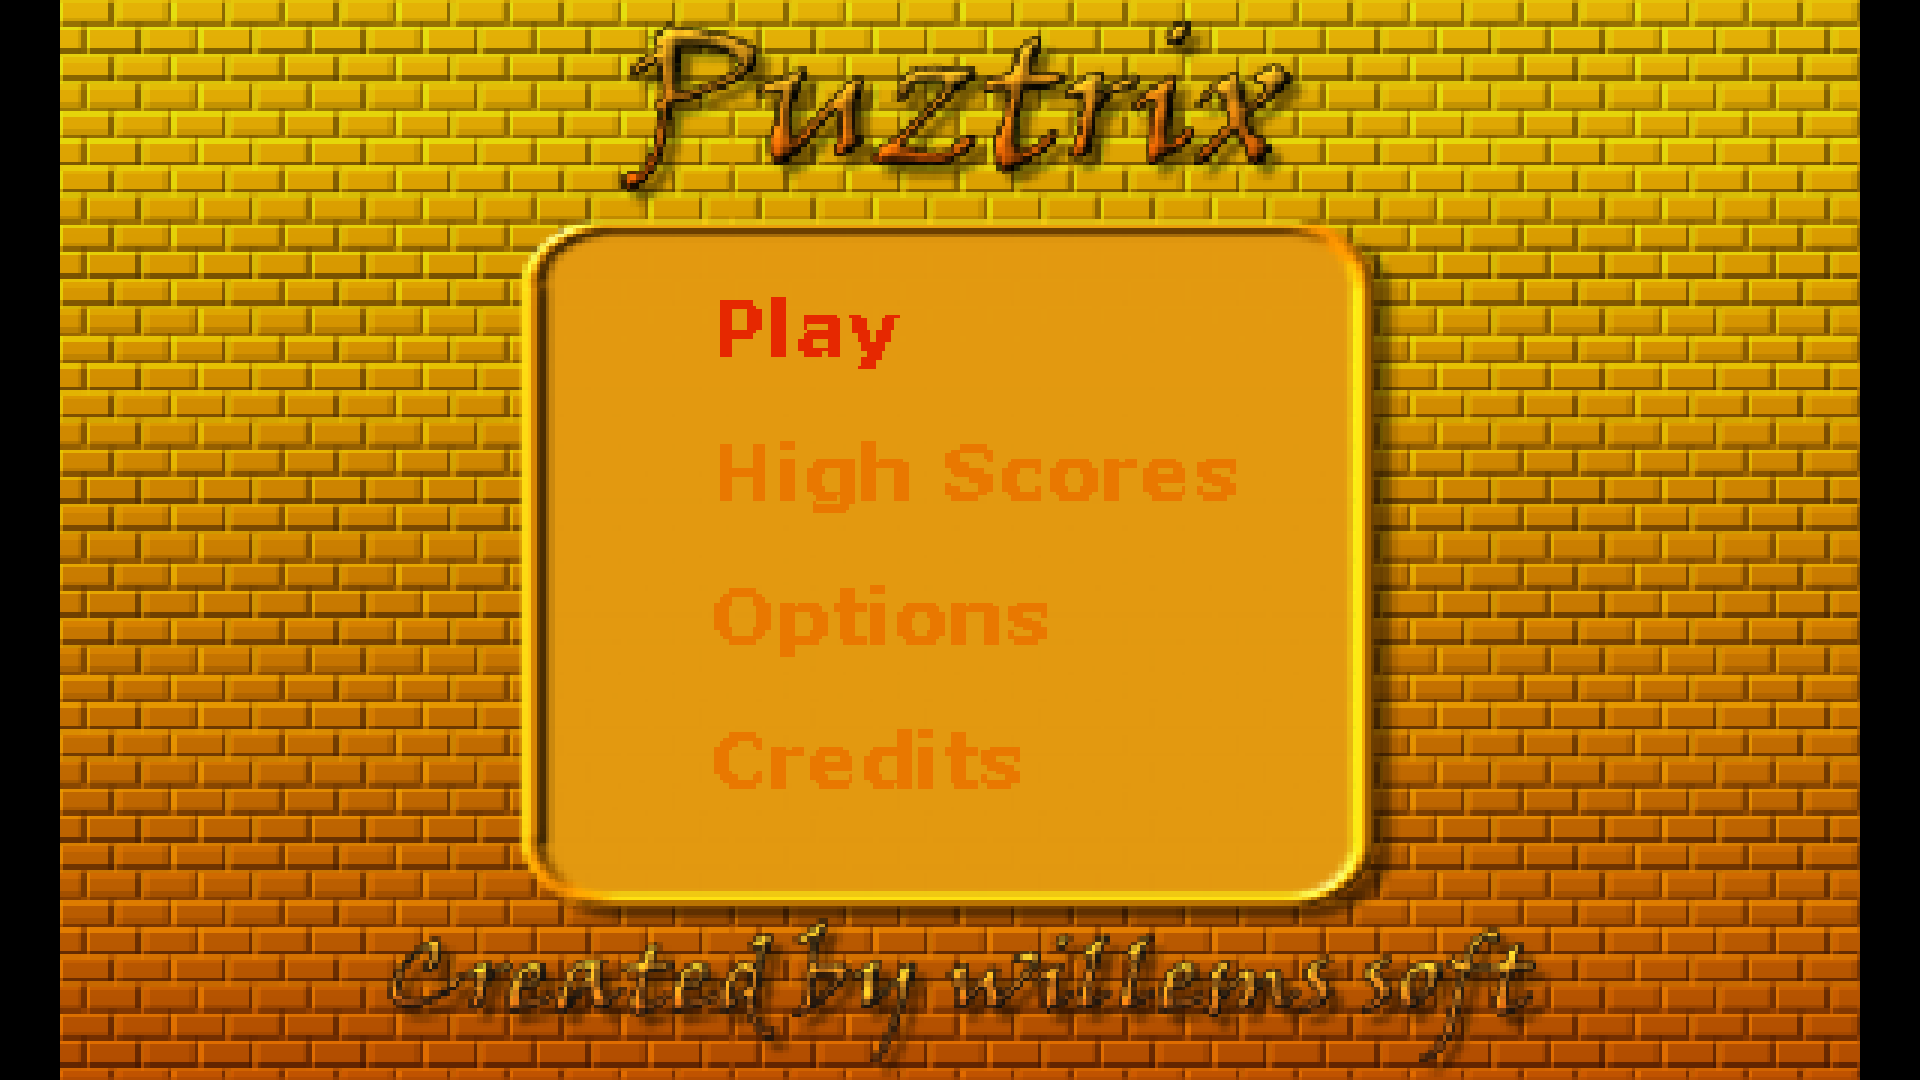 Puztrix
Play
High Scores
Options
Credits
Created by willems soft